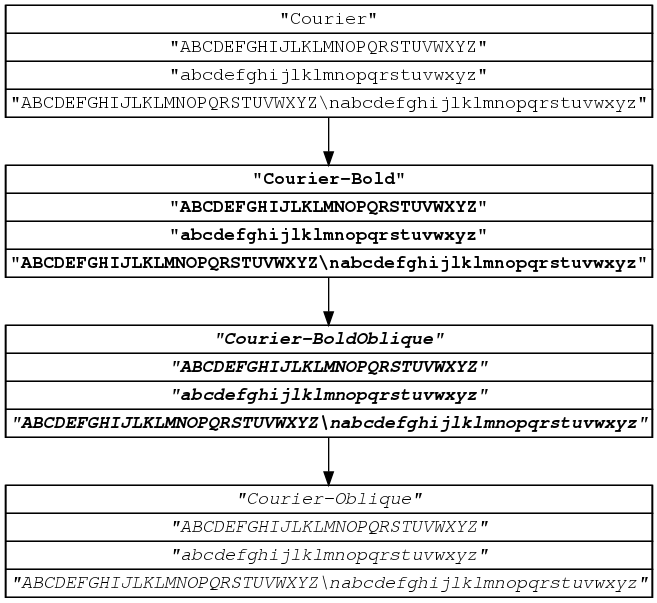 "Courier"
"ABCDEFGHIJLKLMNOPQRSTUVWXYZ"
"abcdefghijlklmnopqrstuvwxyz"
"ABCDEFGHIJLKLMNOPQRSTUVWXYZ\nabcdefghijlklmnopqrstuvwxyz"
"Courier-Bold"
"ABCDEFGHIJLKLMNOPQRSTUVWXYZ"
"abcdefghijlklmnopqrstuvwxyz"
"ABCDEFGHIJLKLMNOPQRSTUVWXYZ\nabcdefghijlklmnopqrstuvwxyz"
"Courier-BoldOblique"
"ABCDEFGHIJLKLMNOPQRSTUVWXYZ"
"abcdefghijlklmnopqrstuvwxyz"
"ABCDEFGHIJLKLMNOPQRSTUVWXYZ\nabcdefghijlklmnopqrstuvwxyz"
"Courier-Oblique"
"ABCDEFGHIJLKLMNOPQRSTUVWXYZ"
"abcdefghijlklmnopqrstuvwxyz"
"ABCDEFGHIJLKLMNOPQRSTUVWXYZ\nabcdefghijlklmnopqrstuvwxyz"